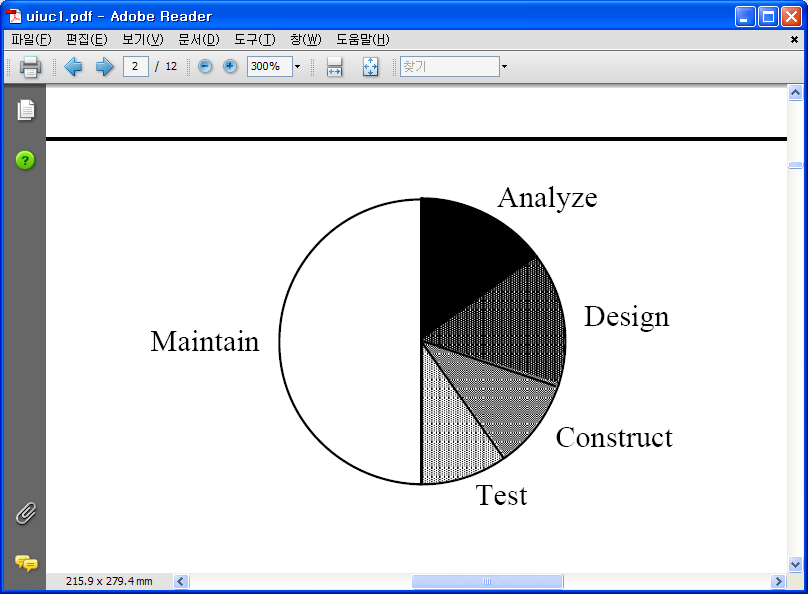 uiuc1.pdf - Adobe Reader
파일(F) 편집(E) 보기(V) 문서(D) 도구(T) 창(W) 도움말(H)
2 / 12 300% 찾기
Analyze
Design
Maintain
Construct
Test
215.9 x 279.4 mm